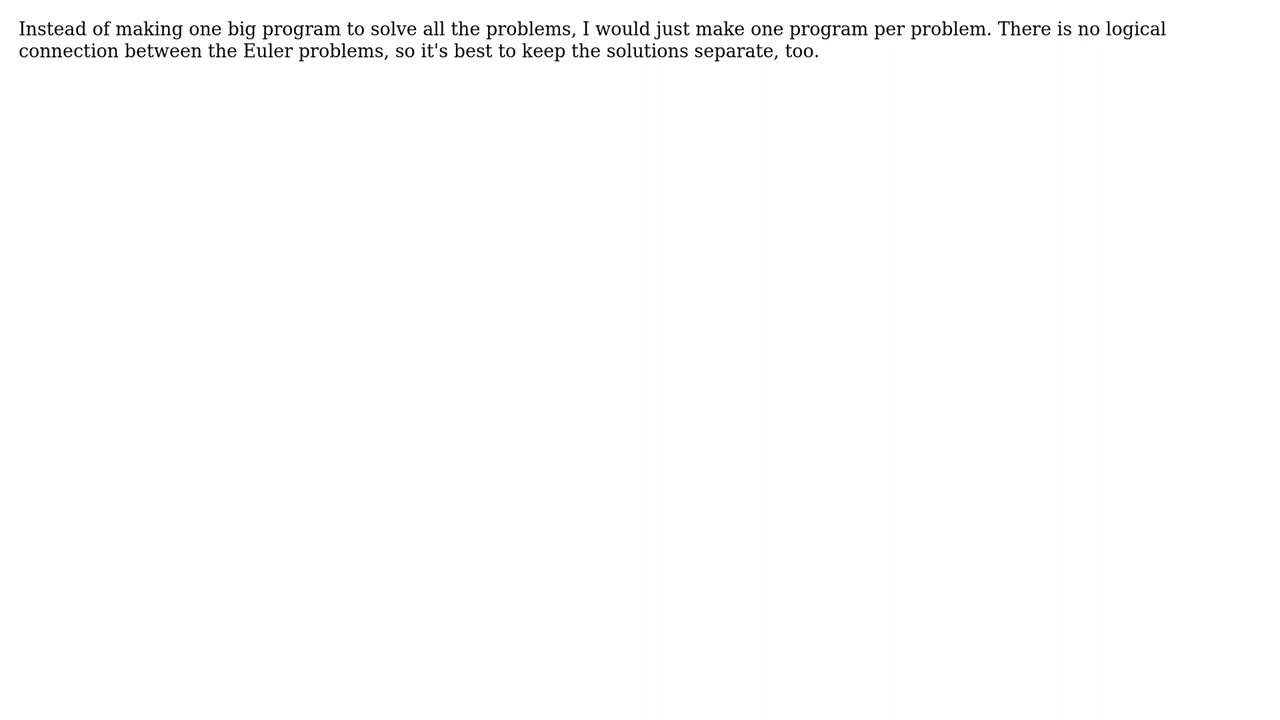 Instead of making one big program to solve all the problems, I would just make one program per problem. There is no logical
connection between the Euler problems, so it's best to keep the solutions separate, too.